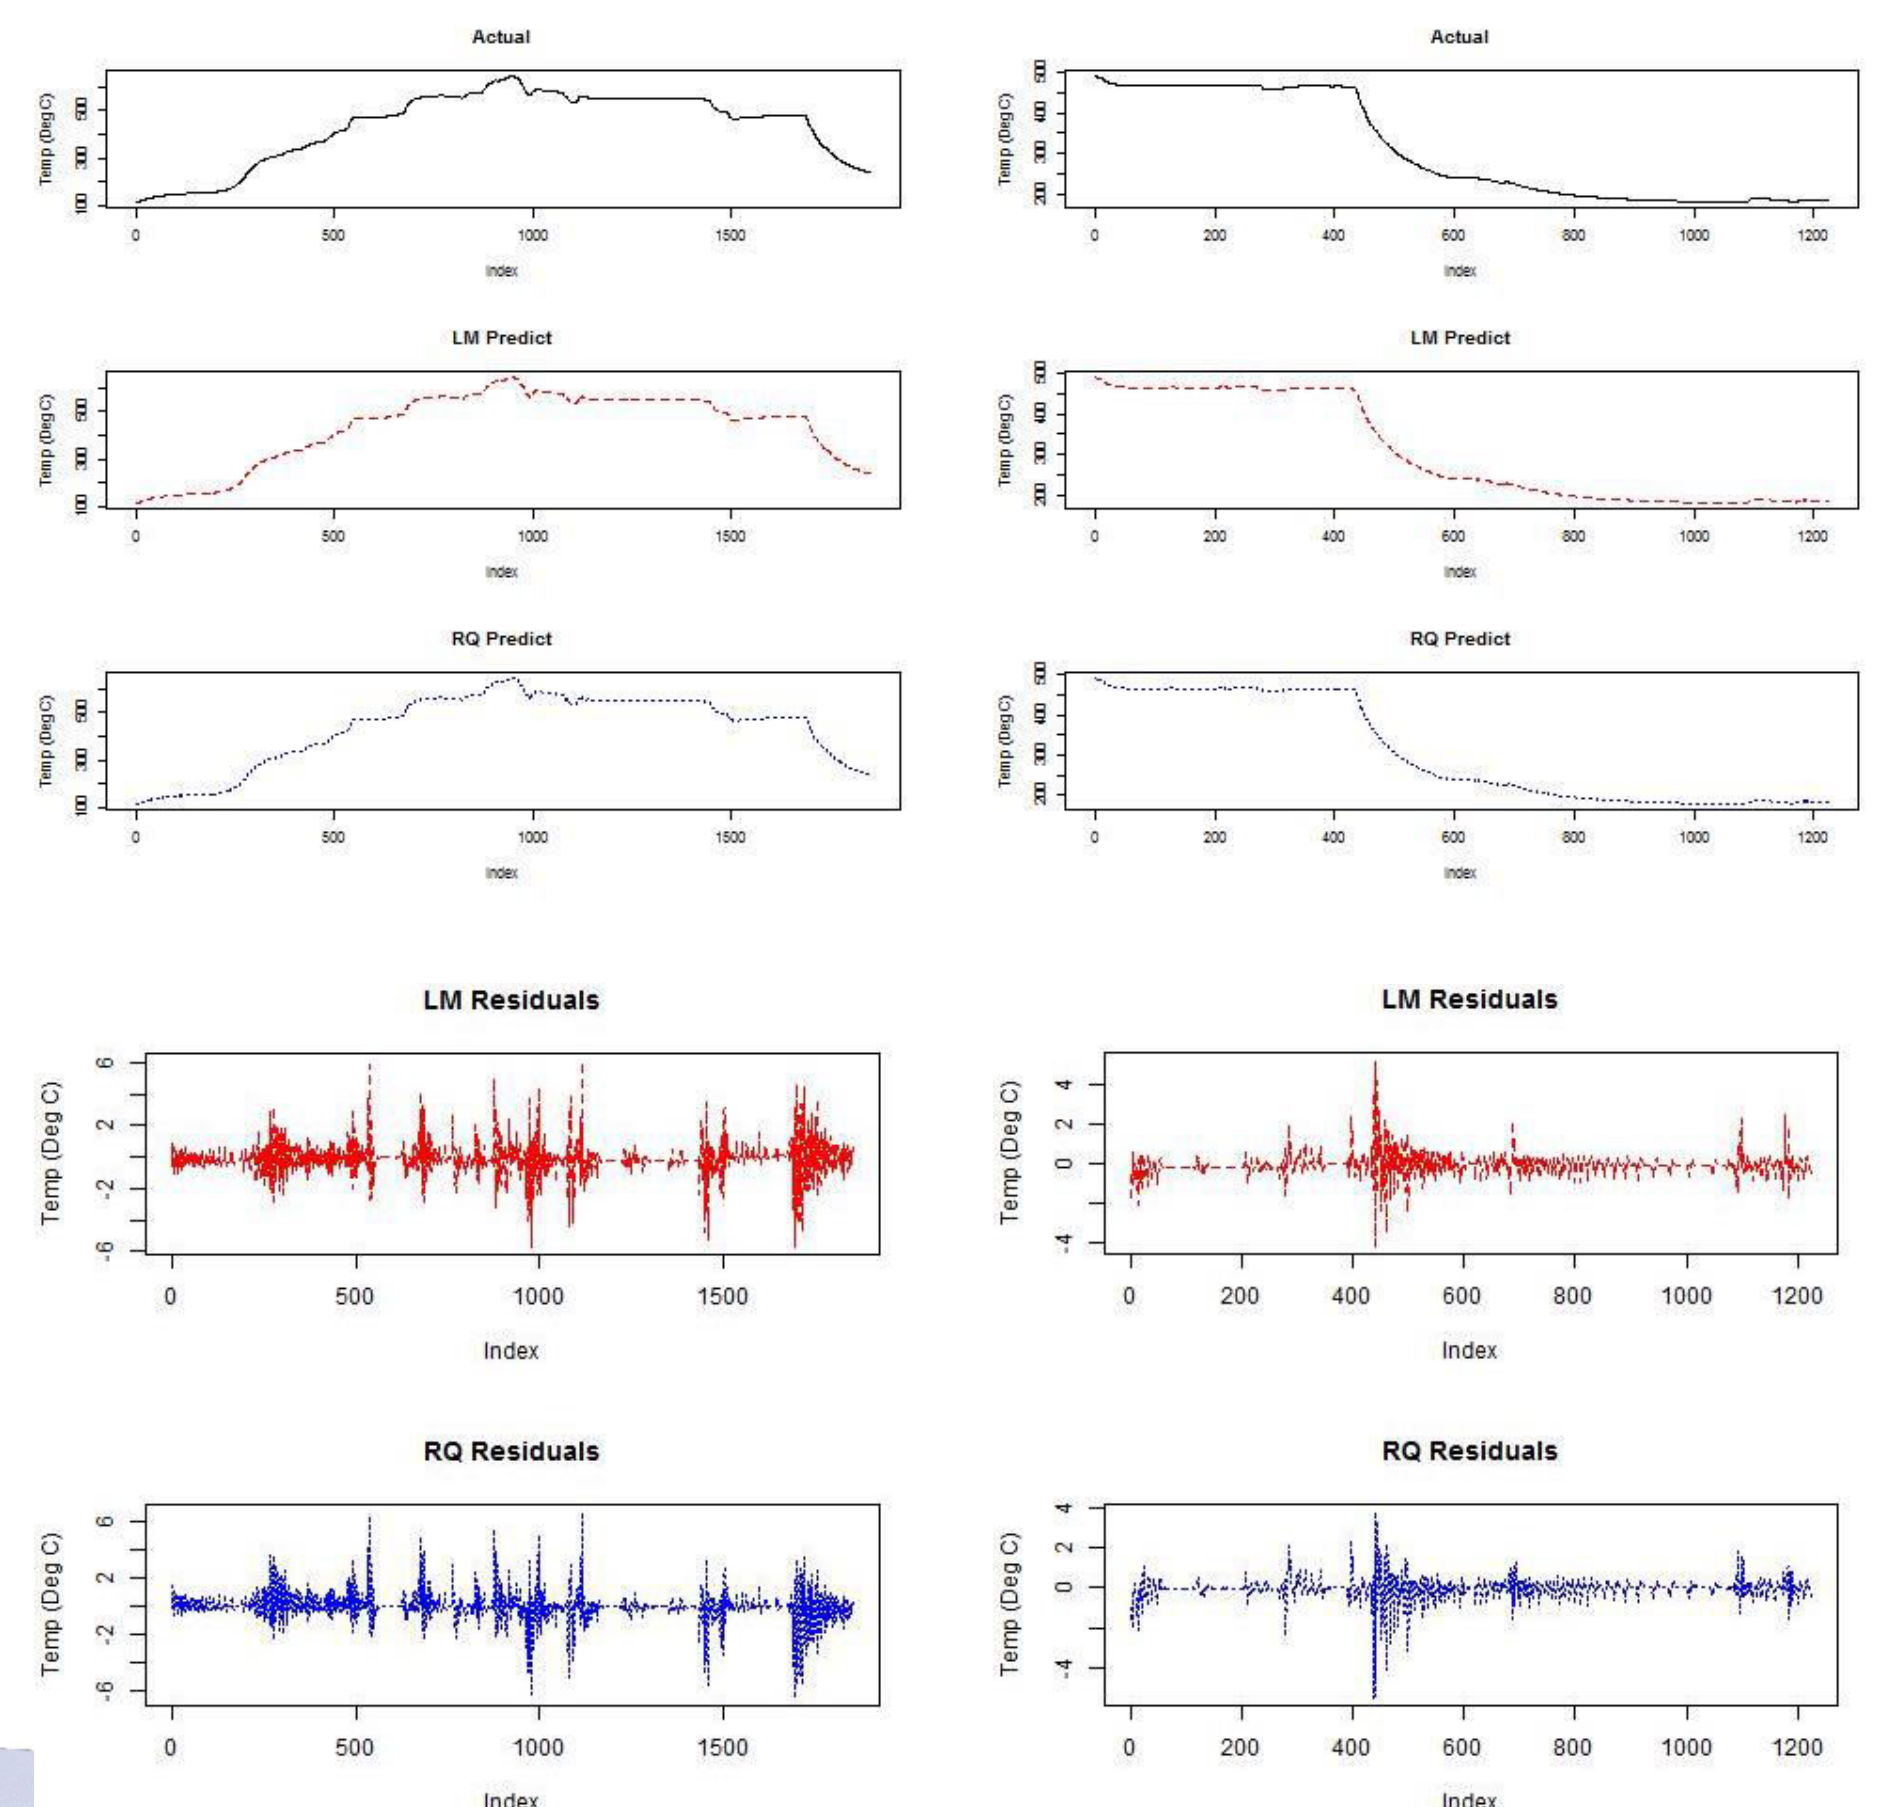 Actual
Temp (DegC)
100 300 500
0 500 1000 1500
Index
Actual
Temp (DegC)
200 300 400 500
0 200 400 600 800 1000 1200
Index
LM Predict
Temp (DegC)
100 300 500
0 500 1000 1500
Index
LM Predict
Temp (DegC)
200 300 400 500
0 200 400 600 800 1000 1200
Index
RQ Predict
Temp (DegC)
100 300 500
0 500 1000 1500
Index
RQ Predict
Temp (DegC)
200 300 400 500
0 200 400 600 800 1000 1200
Index
LM Residuals
Temp (Deg C)
-6 -2 2 6
0 500 1000 1500
Index
LM Residuals
Temp (Deg C)
-4 0 2 4
0 200 400 600 800 1000 1200
Index
RQ Residuals
Temp (Deg C)
-6 -2 2 6
0 500 1000 1500
Index
RQ Residuals
Temp (Deg C)
-4 0 2 4
0 200 400 600 800 1000 1200
Index